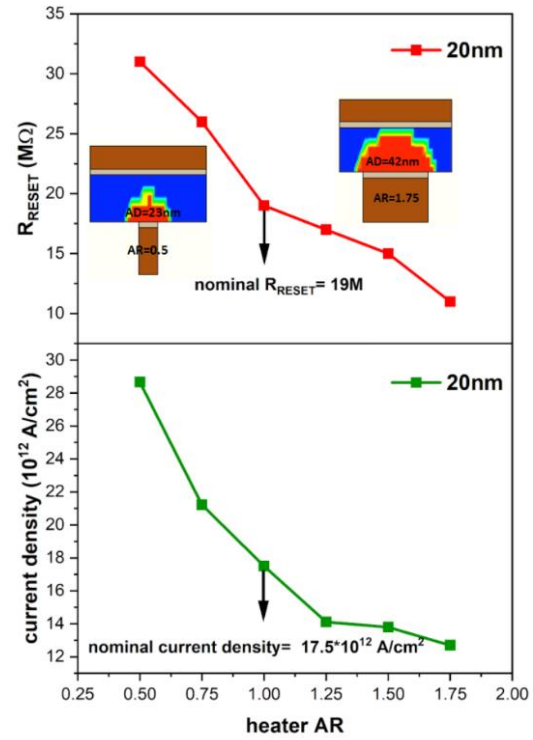 35
30
25
20
15
10
R_RESET (MΩ)
20nm
AD=42nm
AR=1.75
AD=23nm
AR=0.5
nominal R_RESET= 19M
30
28
26
24
22
20
18
16
14
12
current density (10^12 A/cm^2)
20nm
nominal current density= 17.5*10^12 A/cm^2
0.25 0.50 0.75 1.00 1.25 1.50 1.75 2.00
heater AR